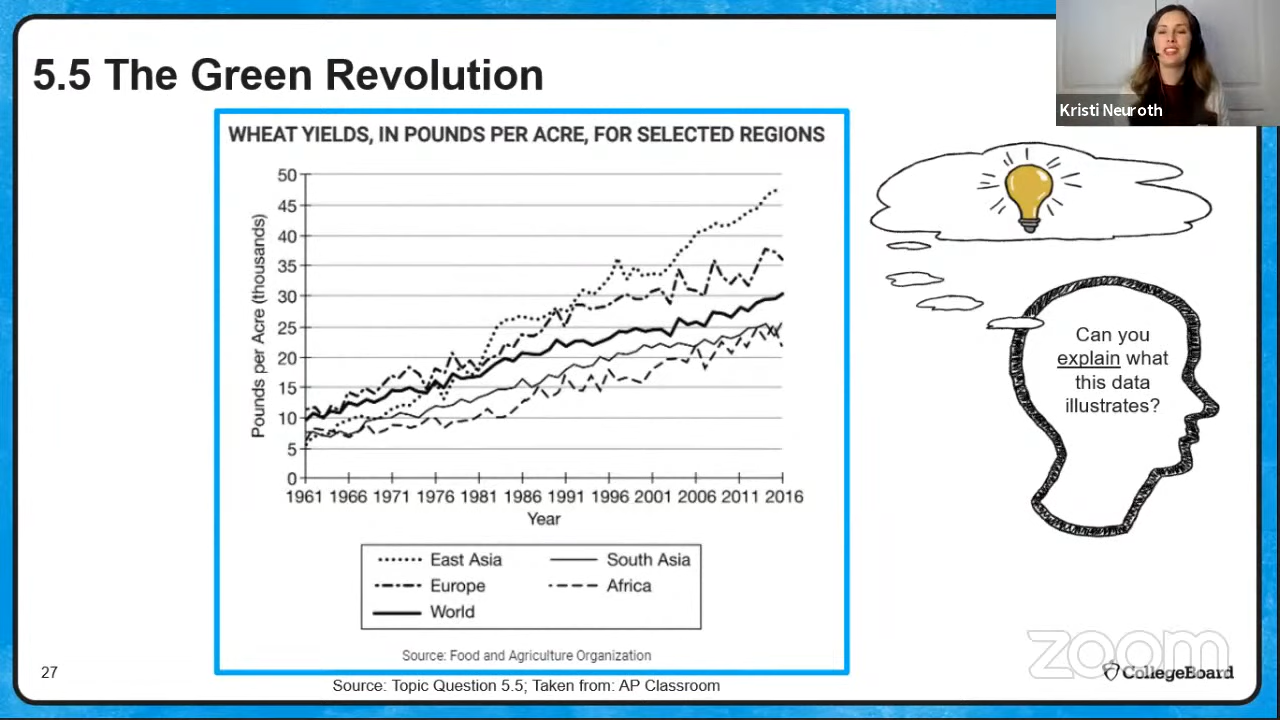 5.5 The Green Revolution
Kristi Neuroth
WHEAT YIELDS, IN POUNDS PER ACRE, FOR SELECTED REGIONS
Pounds per Acre (thousands)
50
45
40
35
30
25
20
15
10
5
0
1961 1966 1971 1976 1981 1986 1991 1996 2001 2006 2011 2016
Year
East Asia South Asia
Europe Africa
World
Source: Food and Agriculture Organization
Can you
explain what
this data
illustrates?
27
Source: Topic Question 5.5; Taken from: AP Classroom
zoom
CollegeBoard